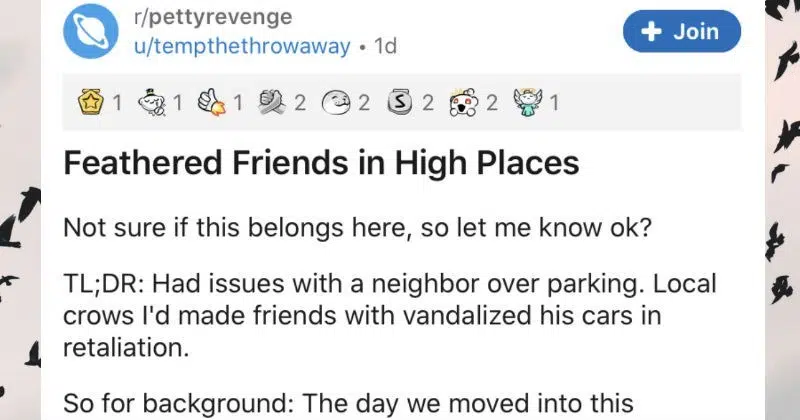 r/pettyrevenge
u/tempthethrowaway • 1d
+ Join
1 1 1 2 2 S 2 2 1
Feathered Friends in High Places
Not sure if this belongs here, so let me know ok?
TL;DR: Had issues with a neighbor over parking. Local
crows I'd made friends with vandalized his cars in
retaliation.
So for background: The day we moved into this